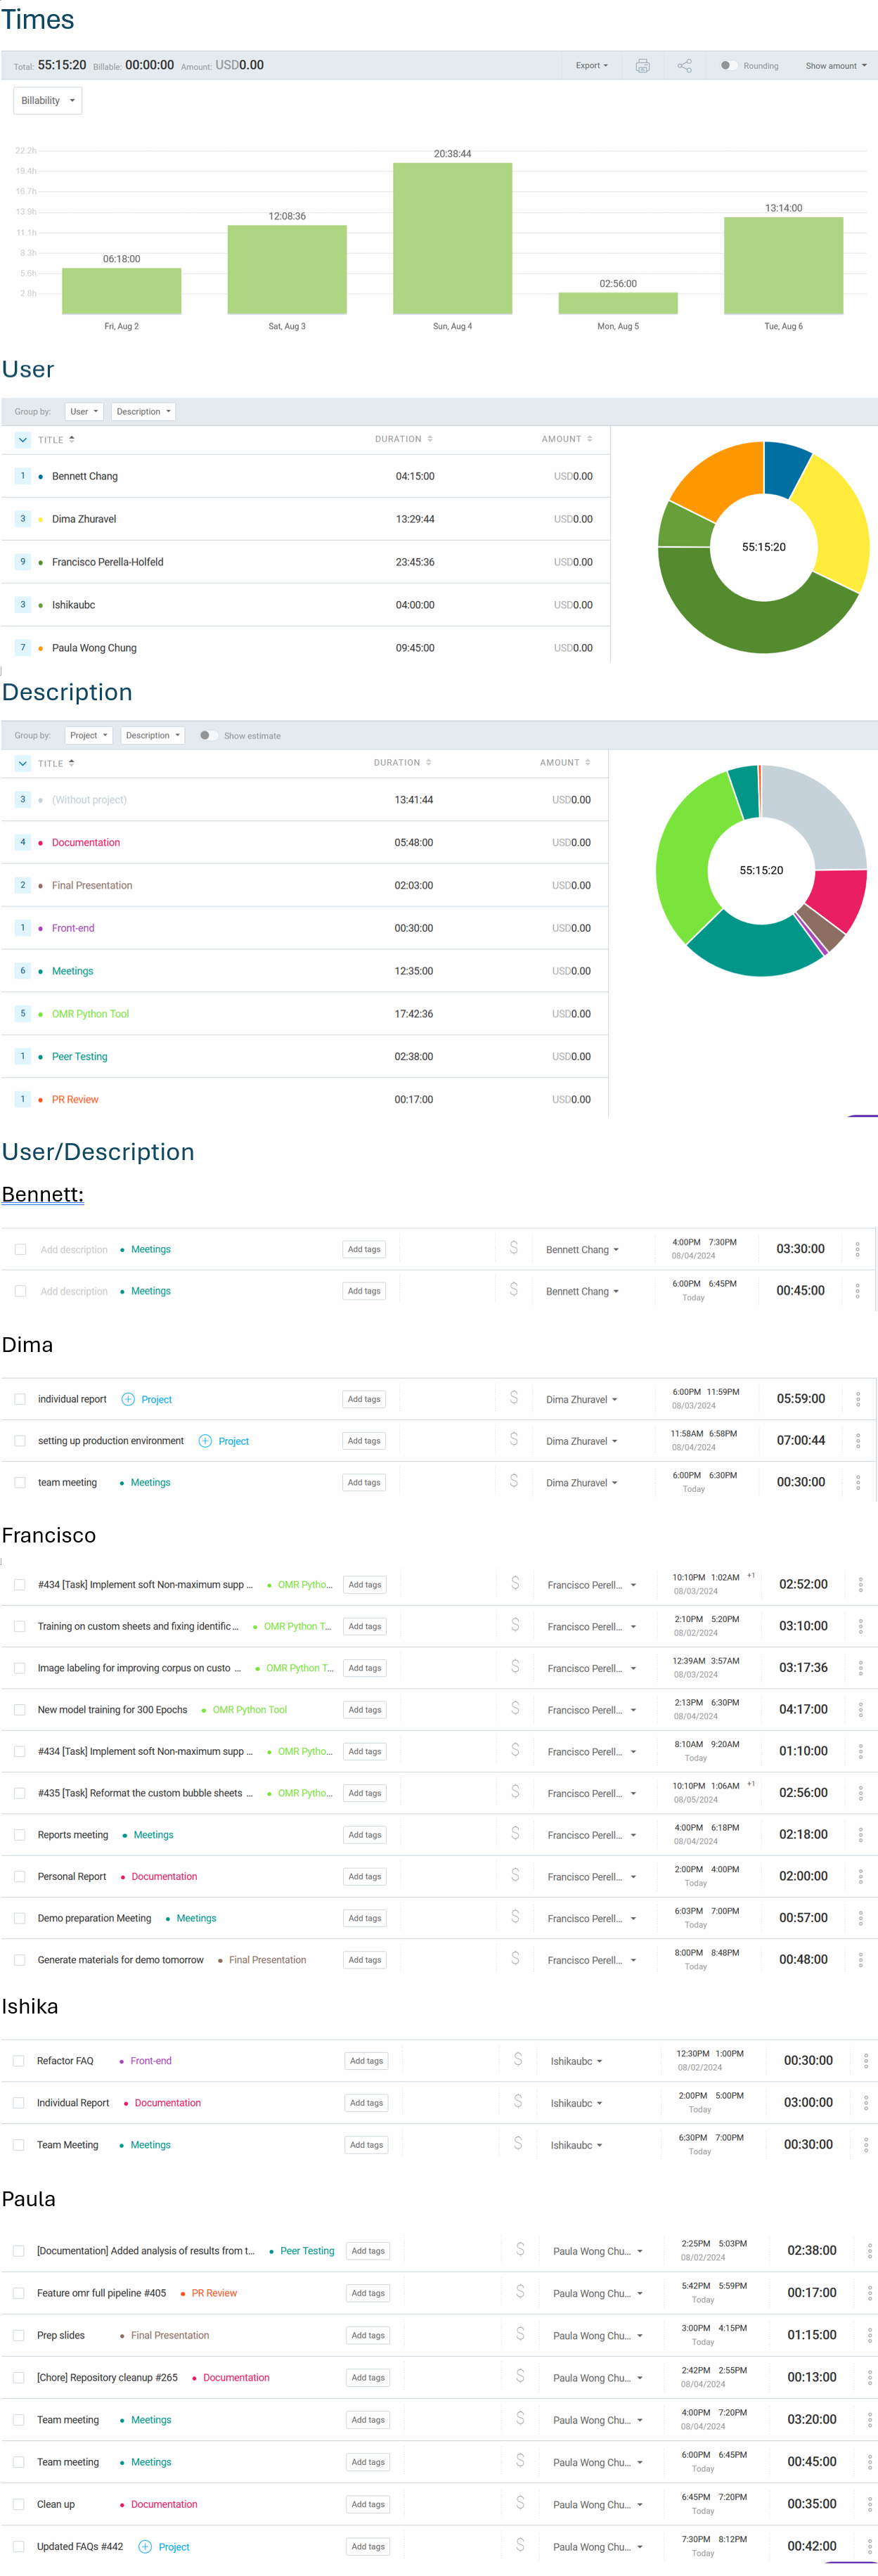 Times
Total: 55:15:20 Billable: 00:00:00 Amount: USD0.00 Export Rounding Show amount
Billability
22.2h
20:38:44
19.4h
16.7h
13.9h
13:14:00
12:08:36
11.1h
8.3h
06:18:00
5.6h
02:56:00
2.8h
Fri, Aug 2 Sat, Aug 3 Sun, Aug 4 Mon, Aug 5 Tue, Aug 6
User
Group by: User Description
TITLE DURATION AMOUNT
1 Bennett Chang 04:15:00 USD0.00
3 Dima Zhuravel 13:29:44 USD0.00
9 Francisco Perella-Holfeld 23:45:36 USD0.00
3 Ishikaubc 04:00:00 USD0.00
7 Paula Wong Chung 09:45:00 USD0.00
55:15:20
Description
Group by: Project Description Show estimate
TITLE DURATION AMOUNT
3 (Without project) 13:41:44 USD0.00
4 Documentation 05:48:00 USD0.00
2 Final Presentation 02:03:00 USD0.00
1 Front-end 00:30:00 USD0.00
6 Meetings 12:35:00 USD0.00
5 OMR Python Tool 17:42:36 USD0.00
1 Peer Testing 02:38:00 USD0.00
1 PR Review 00:17:00 USD0.00
55:15:20
User/Description
Bennett:
Add description Meetings Add tags $ Bennett Chang 4:00PM 7:30PM 08/04/2024 03:30:00
Add description Meetings Add tags $ Bennett Chang 6:00PM 6:45PM Today 00:45:00
Dima
individual report Project Add tags $ Dima Zhuravel 6:00PM 11:59PM 08/03/2024 05:59:00
setting up production environment Project Add tags $ Dima Zhuravel 11:58AM 6:58PM 08/04/2024 07:00:44
team meeting Meetings Add tags $ Dima Zhuravel 6:00PM 6:30PM Today 00:30:00
Francisco
#434 [Task] Implement soft Non-maximum supp ... OMR Pytho... Add tags $ Francisco Perell... 10:10PM 1:02AM +1 08/03/2024 02:52:00
Training on custom sheets and fixing identific... OMR Python T... Add tags $ Francisco Perell... 2:10PM 5:20PM 08/02/2024 03:10:00
Image labeling for improving corpus on custo ... OMR Python T... Add tags $ Francisco Perell... 12:39AM 3:57AM 08/03/2024 03:17:36
New model training for 300 Epochs OMR Python Tool Add tags $ Francisco Perell... 2:13PM 6:30PM 08/04/2024 04:17:00
#434 [Task] Implement soft Non-maximum supp ... OMR Pytho... Add tags $ Francisco Perell... 8:10AM 9:20AM Today 01:10:00
#435 [Task] Reformat the custom bubble sheets ... OMR Pytho... Add tags $ Francisco Perell... 10:10PM 1:06AM +1 08/05/2024 02:56:00
Reports meeting Meetings Add tags $ Francisco Perell... 4:00PM 6:18PM 08/04/2024 02:18:00
Personal Report Documentation Add tags $ Francisco Perell... 2:00PM 4:00PM Today 02:00:00
Demo preparation Meeting Meetings Add tags $ Francisco Perell... 6:03PM 7:00PM Today 00:57:00
Generate materials for demo tomorrow Final Presentation Add tags $ Francisco Perell... 8:00PM 8:48PM Today 00:48:00
Ishika
Refactor FAQ Front-end Add tags $ Ishikaubc 12:30PM 1:00PM 08/02/2024 00:30:00
Individual Report Documentation Add tags $ Ishikaubc 2:00PM 5:00PM Today 03:00:00
Team Meeting Meetings Add tags $ Ishikaubc 6:30PM 7:00PM Today 00:30:00
Paula
[Documentation] Added analysis of results from t... Peer Testing Add tags $ Paula Wong Chu... 2:25PM 5:03PM 08/02/2024 02:38:00
Feature omr full pipeline #405 PR Review Add tags $ Paula Wong Chu... 5:42PM 5:59PM Today 00:17:00
Prep slides Final Presentation Add tags $ Paula Wong Chu... 3:00PM 4:15PM Today 01:15:00
[Chore] Repository cleanup #265 Documentation Add tags $ Paula Wong Chu... 2:42PM 2:55PM 08/04/2024 00:13:00
Team meeting Meetings Add tags $ Paula Wong Chu... 4:00PM 7:20PM 08/04/2024 03:20:00
Team meeting Meetings Add tags $ Paula Wong Chu... 6:00PM 6:45PM Today 00:45:00
Clean up Documentation Add tags $ Paula Wong Chu... 6:45PM 7:20PM Today 00:35:00
Updated FAQs #442 Project Add tags $ Paula Wong Chu... 7:30PM 8:12PM Today 00:42:00